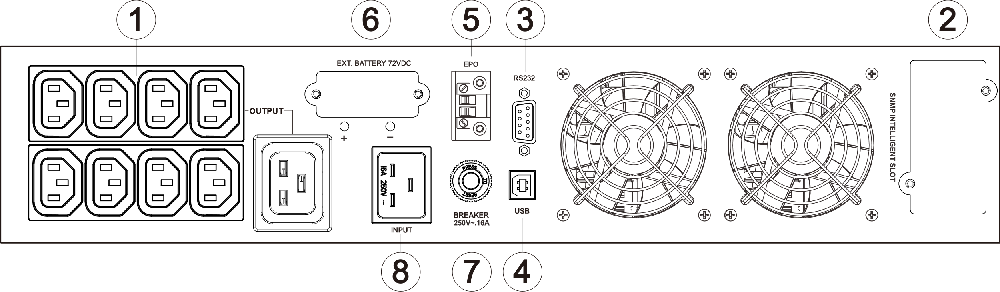 1
6
5
3
2
EXT. BATTERY 72VDC
EPO
RS232
OUTPUT
+
−
16A 250V ~
PRESS
TO
RESET
SNMP INTELLIGENT SLOT
BREAKER
250V~,16A
USB
INPUT
8
7
4